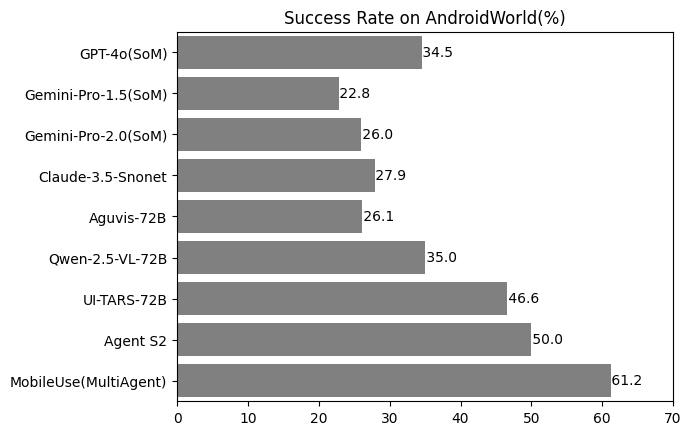 Success Rate on AndroidWorld(%)
GPT-4o(SoM) 34.5
Gemini-Pro-1.5(SoM) 22.8
Gemini-Pro-2.0(SoM) 26.0
Claude-3.5-Snonet 27.9
Aguvis-72B 26.1
Qwen-2.5-VL-72B 35.0
UI-TARS-72B 46.6
Agent S2 50.0
MobileUse(MultiAgent) 61.2
0 10 20 30 40 50 60 70